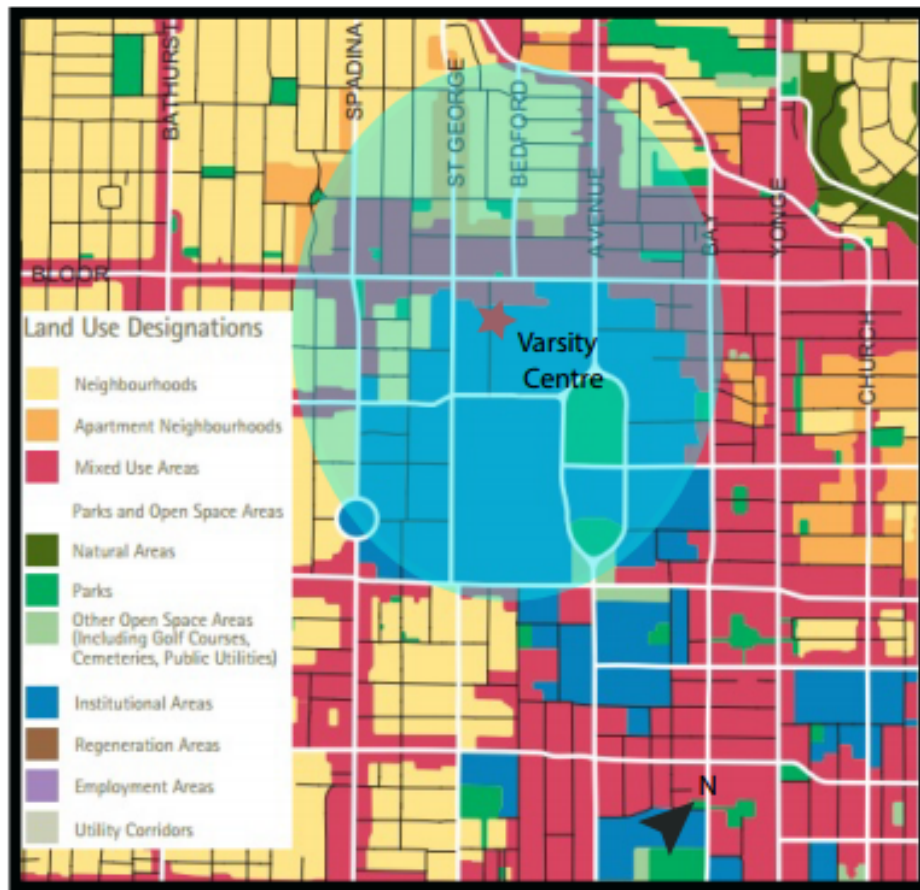 BATHURST
SPADINA
ST GEORGE
BEDFORD
AVENUE
BAY
YONGE
BLOOR
CHURCH
Varsity
Centre
Land Use Designations
Neighbourhoods
Apartment Neighbourhoods
Mixed Use Areas
Parks and Open Space Areas
Natural Areas
Parks
Other Open Space Areas
(Including Golf Courses,
Cemeteries, Public Utilities)
Institutional Areas
Regeneration Areas
Employment Areas
Utility Corridors
N